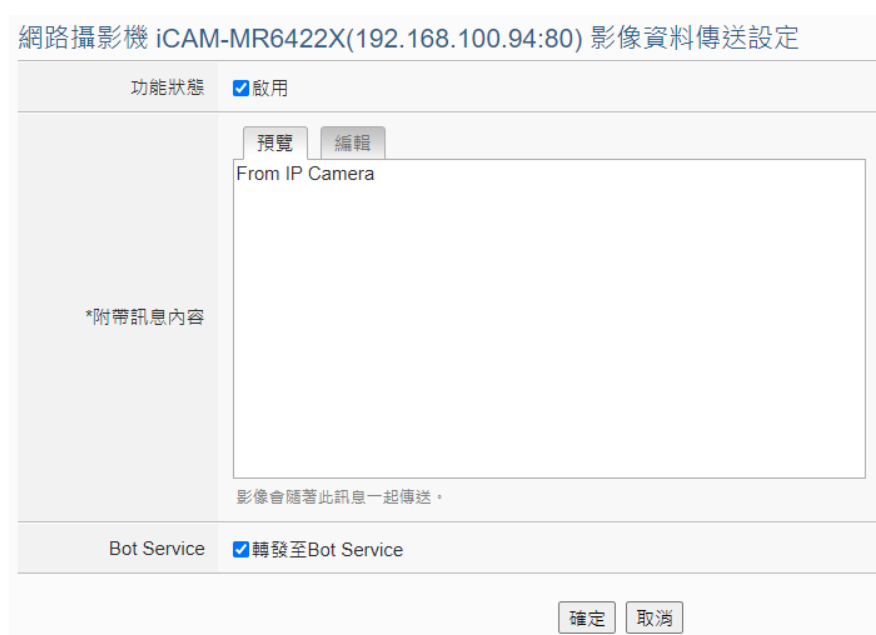 網路攝影機 iCAM-MR6422X(192.168.100.94:80) 影像資料傳送設定
功能狀態 啟用
預覽 編輯
From IP Camera
*附帶訊息內容
影像會隨著此訊息一起傳送。
Bot Service 轉發至Bot Service
確定 取消